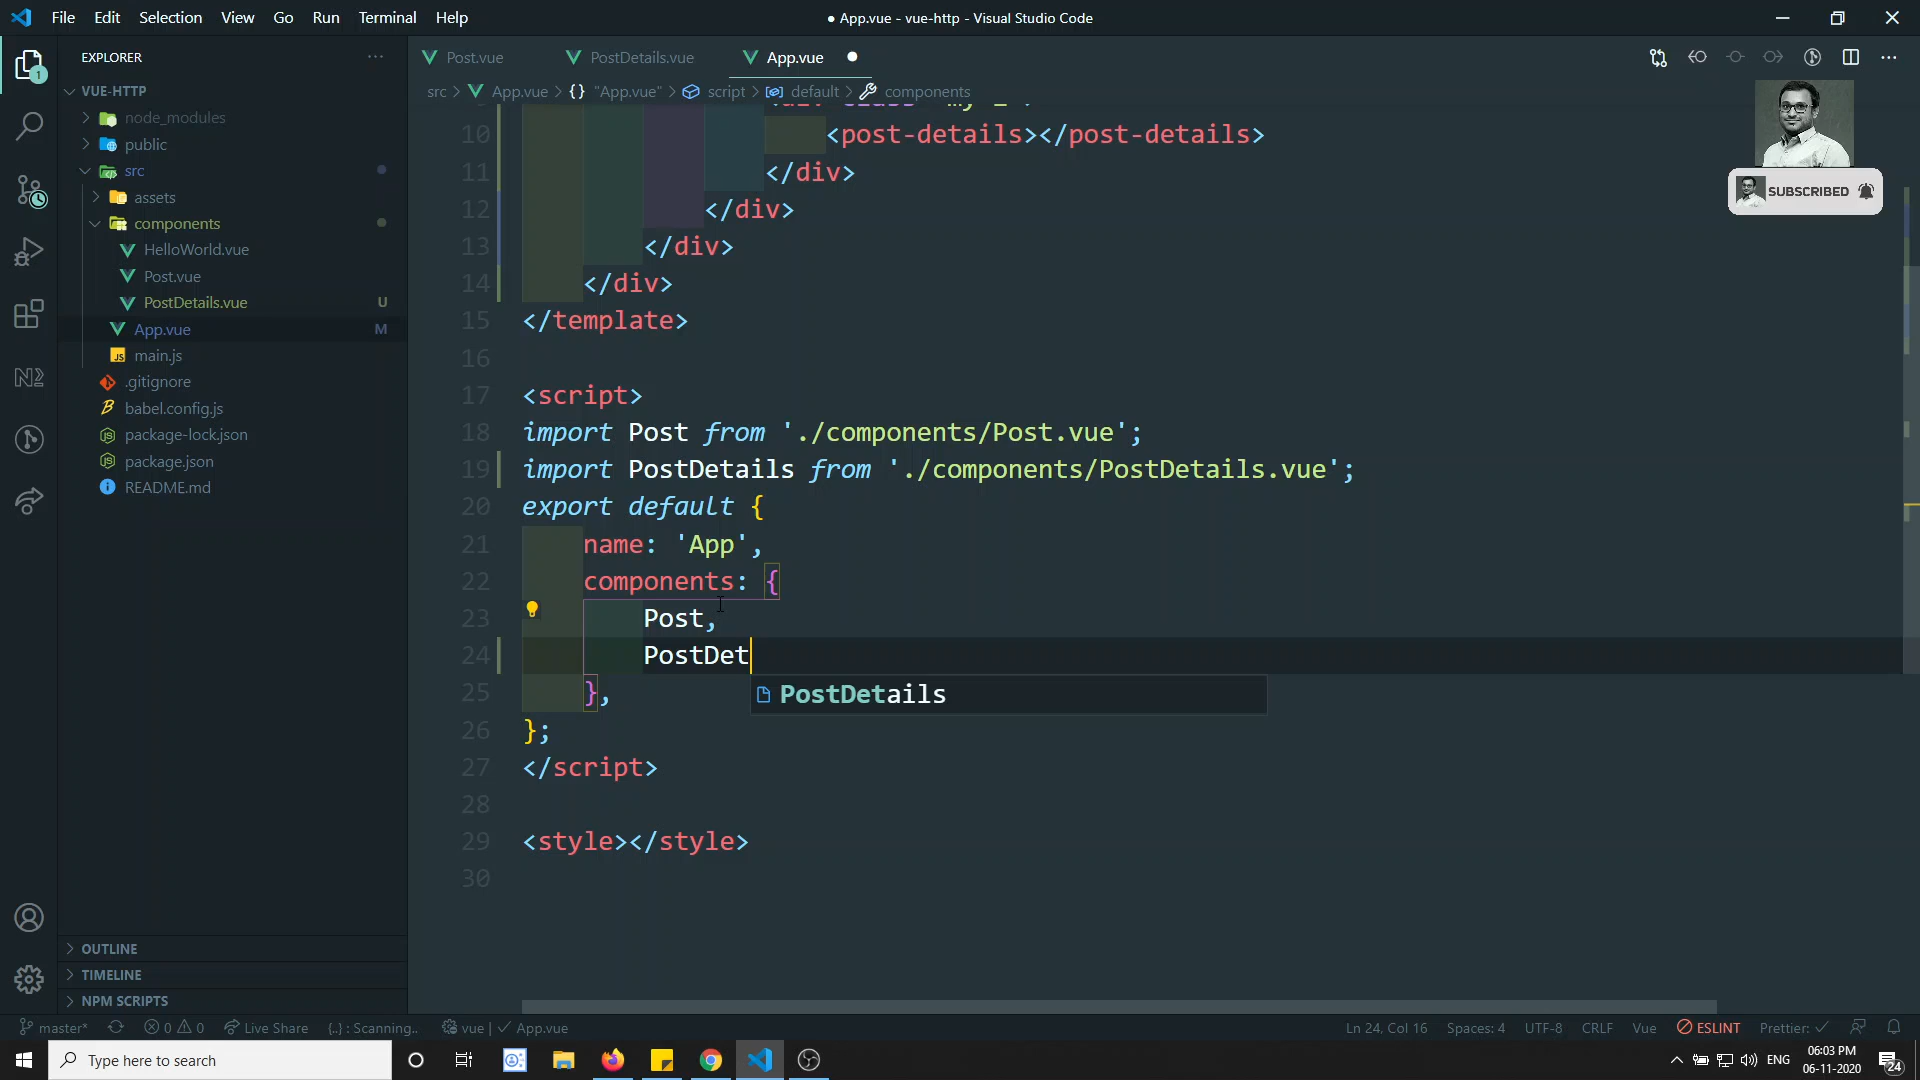 File Edit Selection View Go Run Terminal Help
● App.vue - vue-http - Visual Studio Code
EXPLORER
VUE-HTTP
node_modules
public
src
assets
components
HelloWorld.vue
Post.vue
PostDetails.vue U
App.vue M
main.js
.gitignore
babel.config.js
package-lock.json
package.json
README.md
OUTLINE
TIMELINE
NPM SCRIPTS
1
Post.vue PostDetails.vue App.vue
src > App.vue > {} "App.vue" > script > default > components
SUBSCRIBED
10 <post-details></post-details>
11 </div>
12 </div>
13 </div>
14 </div>
15 </template>
16
17 <script>
18 import Post from './components/Post.vue';
19 import PostDetails from './components/PostDetails.vue';
20 export default {
21 name: 'App',
22 components: {
23 Post,
24 PostDet
PostDetails
25 },
26 };
27 </script>
28
29 <style></style>
30
master* 0 0 Live Share {..} : Scanning.. vue | ✓ App.vue
Ln 24, Col 16 Spaces: 4 UTF-8 CRLF Vue ESLINT Prettier: ✓
Type here to search
ENG
06:03 PM
06-11-2020
24